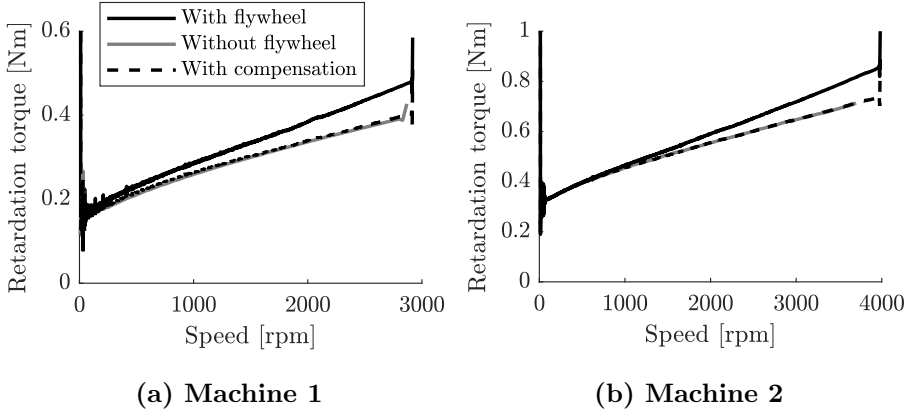 With flywheel
Without flywheel
With compensation
Retardation torque [Nm]
0.6
0.4
0.2
0
0 1000 2000 3000
Speed [rpm]
(a) Machine 1
Retardation torque [Nm]
1
0.8
0.6
0.4
0.2
0
0 1000 2000 3000 4000
Speed [rpm]
(b) Machine 2